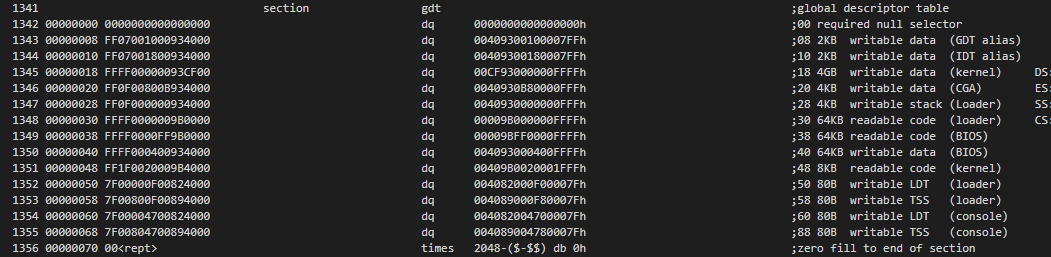 1341 section gdt ;global descriptor table
1342 00000000 0000000000000000 dq 0000000000000000h ;00 required null selector
1343 00000008 FF07001000934000 dq 00409300100007FFh ;08 2KB writable data (GDT alias)
1344 00000010 FF07001800934000 dq 00409300180007FFh ;10 2KB writable data (IDT alias)
1345 00000018 FFFF00000093CF00 dq 00CF93000000FFFFh ;18 4GB writable data (kernel) DS:
1346 00000020 FF0F00800B934000 dq 0040930B80000FFFh ;20 4KB writable data (CGA) ES:
1347 00000028 FF0F000000934000 dq 0040930000000FFFh ;28 4KB writable stack (Loader) SS:
1348 00000030 FFFF0000009B0000 dq 00009B000000FFFFh ;30 64KB readable code (loader) CS:
1349 00000038 FFFF0000FF9B0000 dq 00009BFF0000FFFFh ;38 64KB readable code (BIOS)
1350 00000040 FFFF000400934000 dq 004093000400FFFFh ;40 64KB writable data (BIOS)
1351 00000048 FF1F0020009B4000 dq 00409B0020001FFFh ;48 8KB readable code (kernel)
1352 00000050 7F00000F00824000 dq 004082000F00007Fh ;50 80B writable LDT (loader)
1353 00000058 7F00800F00894000 dq 004089000F80007Fh ;58 80B writable TSS (loader)
1354 00000060 7F00004700824000 dq 004082004700007Fh ;60 80B writable LDT (console)
1355 00000068 7F00804700894000 dq 004089004780007Fh ;88 80B writable TSS (console)
1356 00000070 00<rept> times 2048-($-$$) db 0h ;zero fill to end of section